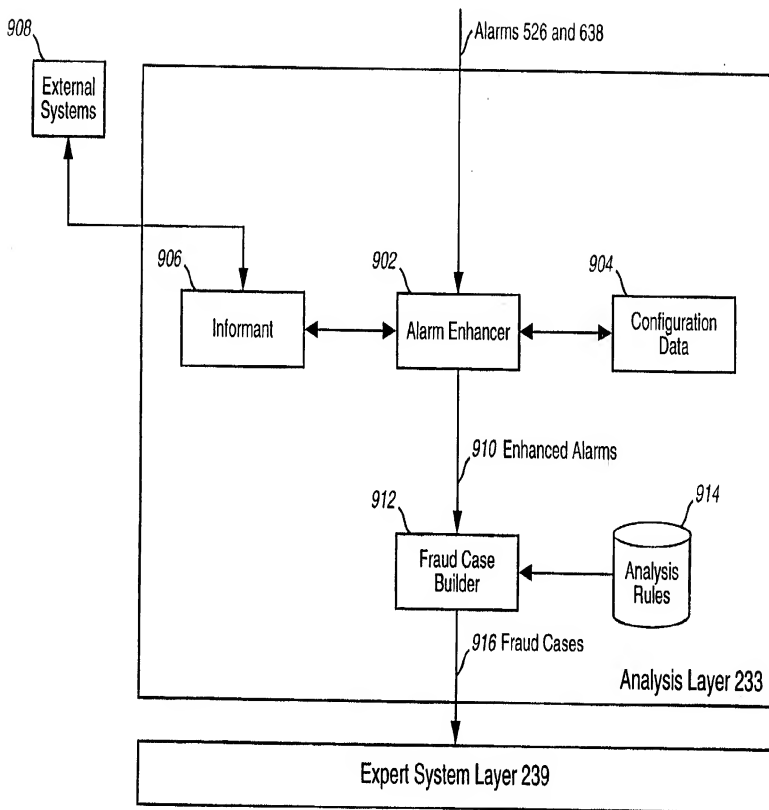 908
Alarms 526 and 638
External
Systems
906
902
904
Informant
Alarm Enhancer
Configuration
Data
910 Enhanced Alarms
912
914
Fraud Case
Builder
Analysis
Rules
916 Fraud Cases
Analysis Layer 233
Expert System Layer 239